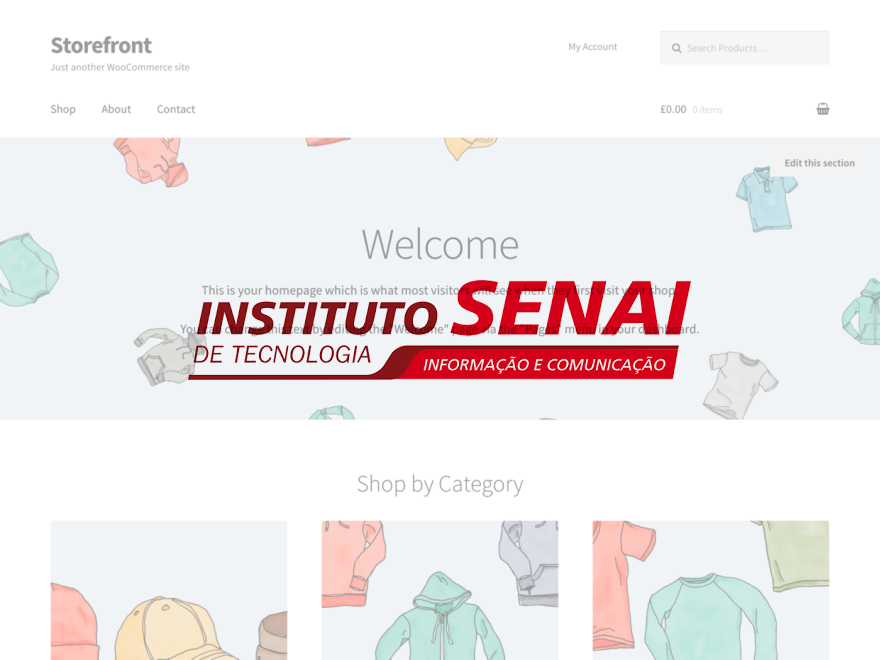 Storefront
Just another WooCommerce site
My Account
Search Products...
Shop About Contact
£0.00 0 items
Edit this section
Welcome
This is your homepage which is what most visitors will see when they first visit your shop.
You can change this text by editing the "Welcome" page via the "Pages" menu in your dashboard.
INSTITUTO SENAI
DE TECNOLOGIA
INFORMAÇÃO E COMUNICAÇÃO
Shop by Category